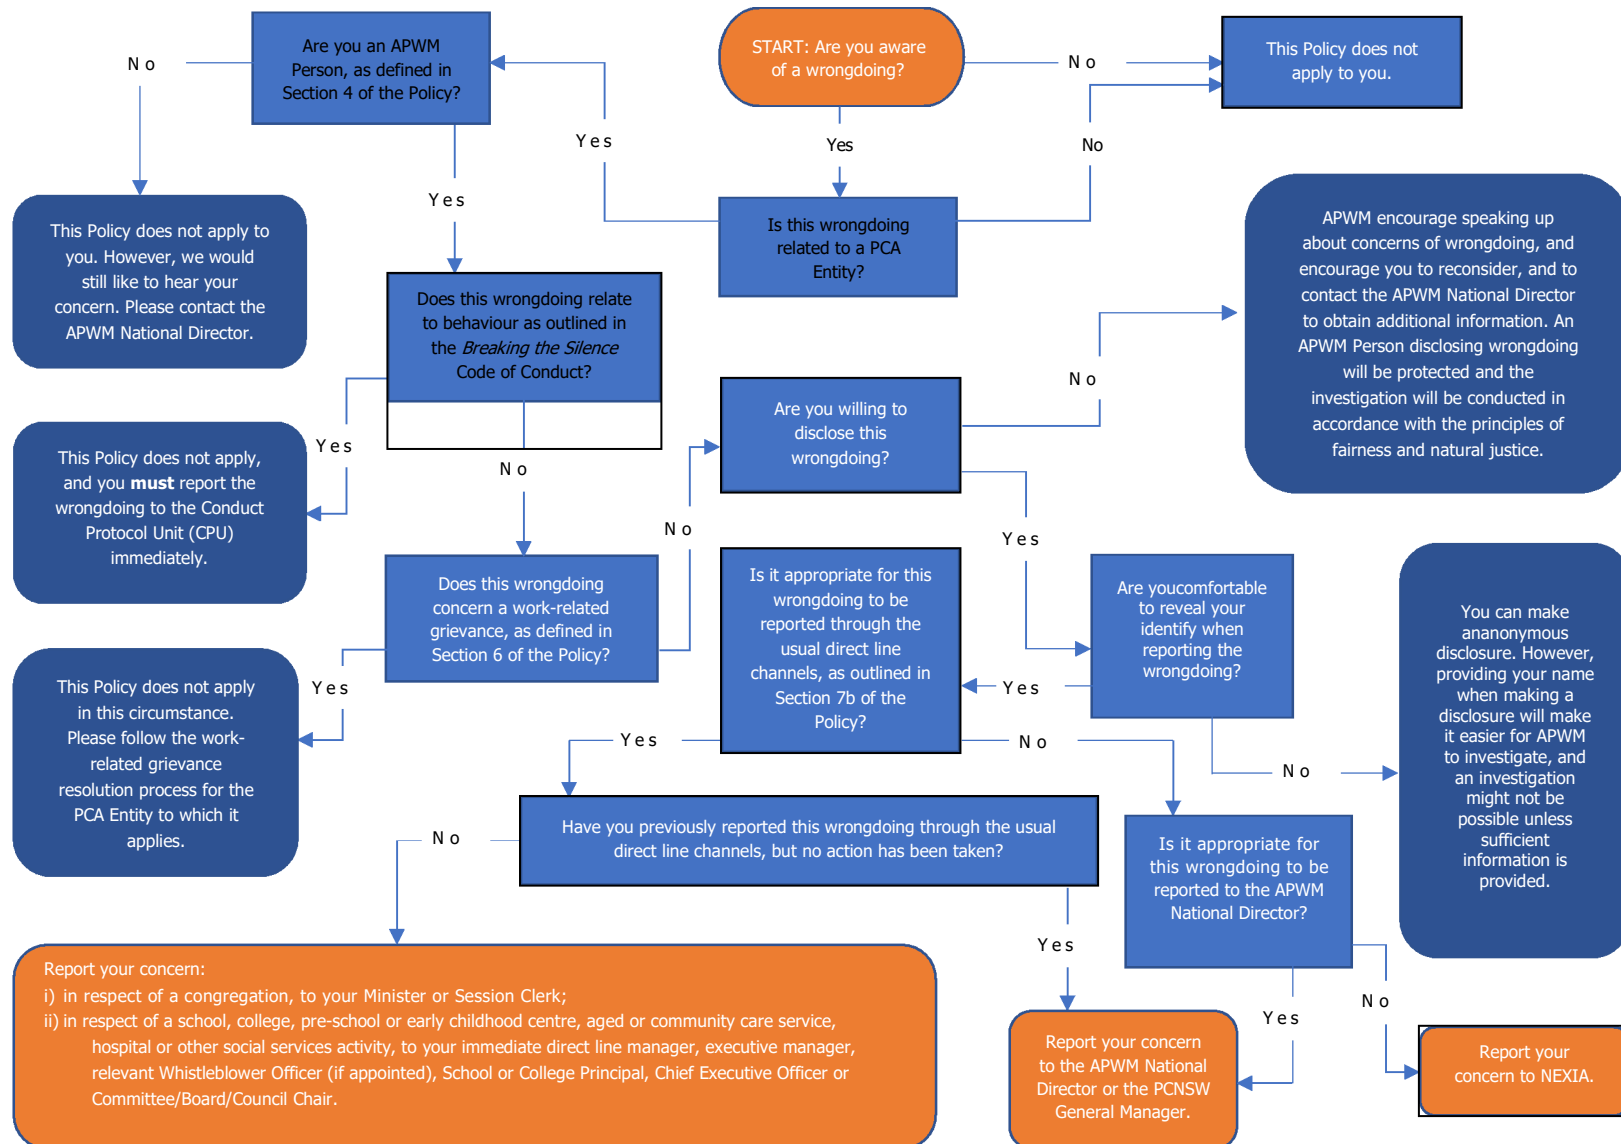 START: Are you aware
of a wrongdoing?
No
This Policy does not
apply to you.
Are you an APWM
Person, as defined in
Section 4 of the Policy?
No
Yes
Yes
No
Yes
Is this wrongdoing
related to a PCA
Entity?
This Policy does not apply to
you. However, we would
still like to hear your
concern. Please contact the
APWM National Director.
APWM encourage speaking up
about concerns of wrongdoing, and
encourage you to reconsider, and to
contact the APWM National Director
to obtain additional information. An
APWM Person disclosing wrongdoing
will be protected and the
investigation will be conducted in
accordance with the principles of
fairness and natural justice.
Does this wrongdoing relate
to behaviour as outlined in
the Breaking the Silence
Code of Conduct?
Yes
No
Are you willing to
disclose this
wrongdoing?
No
This Policy does not apply,
and you must report the
wrongdoing to the Conduct
Protocol Unit (CPU)
immediately.
No
Yes
Does this wrongdoing
concern a work-related
grievance, as defined in
Section 6 of the Policy?
Is it appropriate for this
wrongdoing to be
reported through the
usual direct line
channels, as outlined in
Section 7b of the
Policy?
Are youcomfortable
to reveal your
identify when
reporting the
wrongdoing?
You can make
ananonymous
disclosure. However,
providing your name
when making a
disclosure will make
it easier for APWM
to investigate, and
an investigation
might not be
possible unless
sufficient
information is
provided.
Yes
Yes
This Policy does not apply
in this circumstance.
Please follow the work-
related grievance
resolution process for the
PCA Entity to which it
applies.
Yes
No
No
Have you previously reported this wrongdoing through the usual
direct line channels, but no action has been taken?
No
Is it appropriate for
this wrongdoing to be
reported to the APWM
National Director?
Yes
Yes
No
Report your concern:
i) in respect of a congregation, to your Minister or Session Clerk;
ii) in respect of a school, college, pre-school or early childhood centre, aged or community care service,
hospital or other social services activity, to your immediate direct line manager, executive manager,
relevant Whistleblower Officer (if appointed), School or College Principal, Chief Executive Officer or
Committee/Board/Council Chair.
Report your concern
to the APWM National
Director or the PCNSW
General Manager.
Report your
concern to NEXIA.